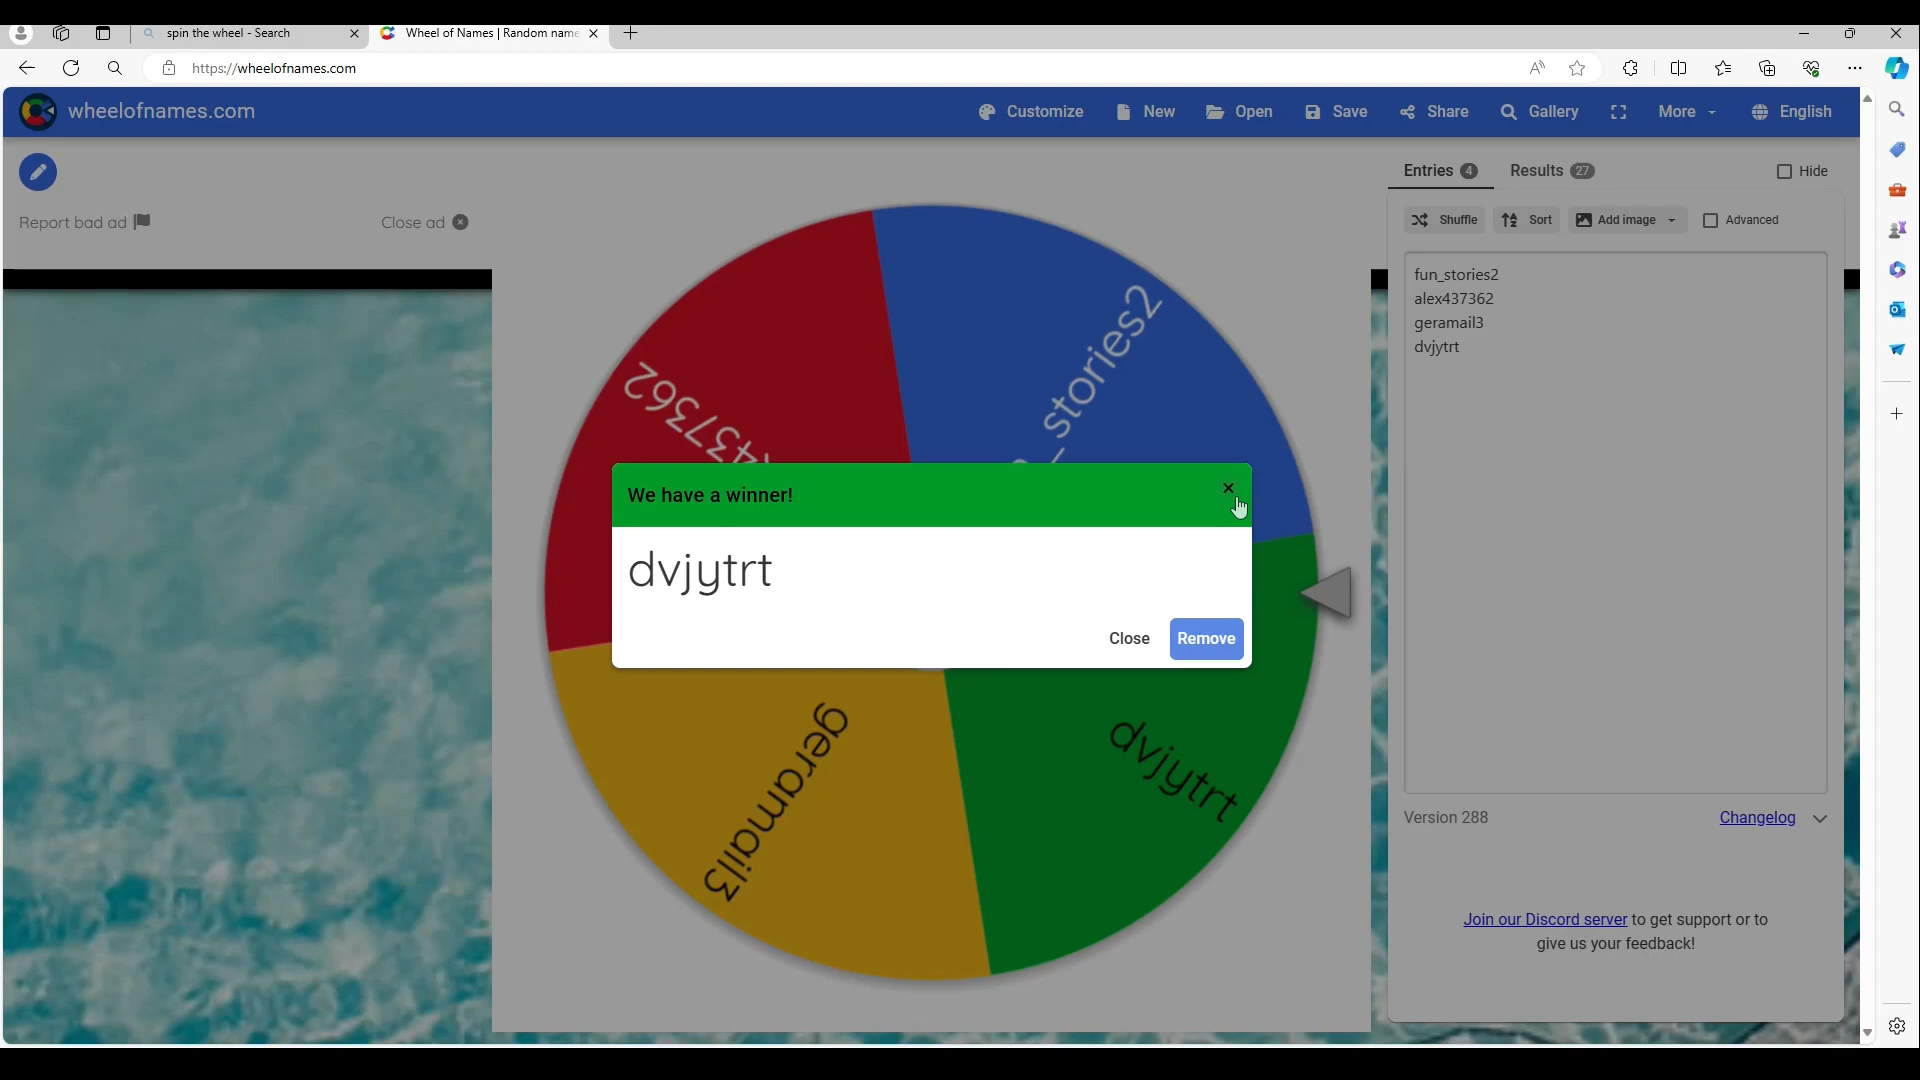 spin the wheel - Search
Wheel of Names | Random name
https://wheelofnames.com
wheelofnames.com
Customize
New
Open
Save
Share
Gallery
More
English
Report bad ad
Close ad
Entries 4
Results 27
Hide
Shuffle
Sort
Add image
Advanced
fun_stories2
alex437362
geramail3
dvjytrt
437362
_stories2
We have a winner!
dvjytrt
Close
Remove
geramail3
dvjytrt
Version 288
Changelog
Join our Discord server to get support or to
give us your feedback!